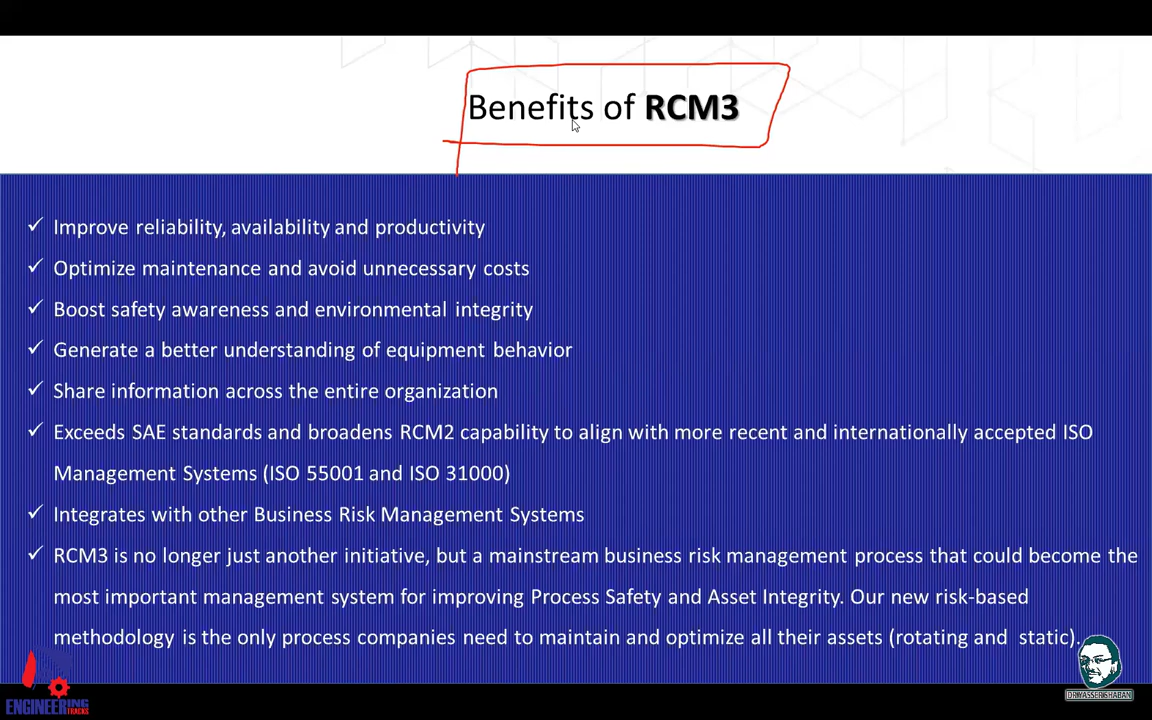 Benefits of RCM3
✓ Improve reliability, availability and productivity
✓ Optimize maintenance and avoid unnecessary costs
✓ Boost safety awareness and environmental integrity
✓ Generate a better understanding of equipment behavior
✓ Share information across the entire organization
✓ Exceeds SAE standards and broadens RCM2 capability to align with more recent and internationally accepted ISO
Management Systems (ISO 55001 and ISO 31000)
✓ Integrates with other Business Risk Management Systems
✓ RCM3 is no longer just another initiative, but a mainstream business risk management process that could become the
most important management system for improving Process Safety and Asset Integrity. Our new risk-based
methodology is the only process companies need to maintain and optimize all their assets (rotating and static).
ENGINEERING
TRACKS